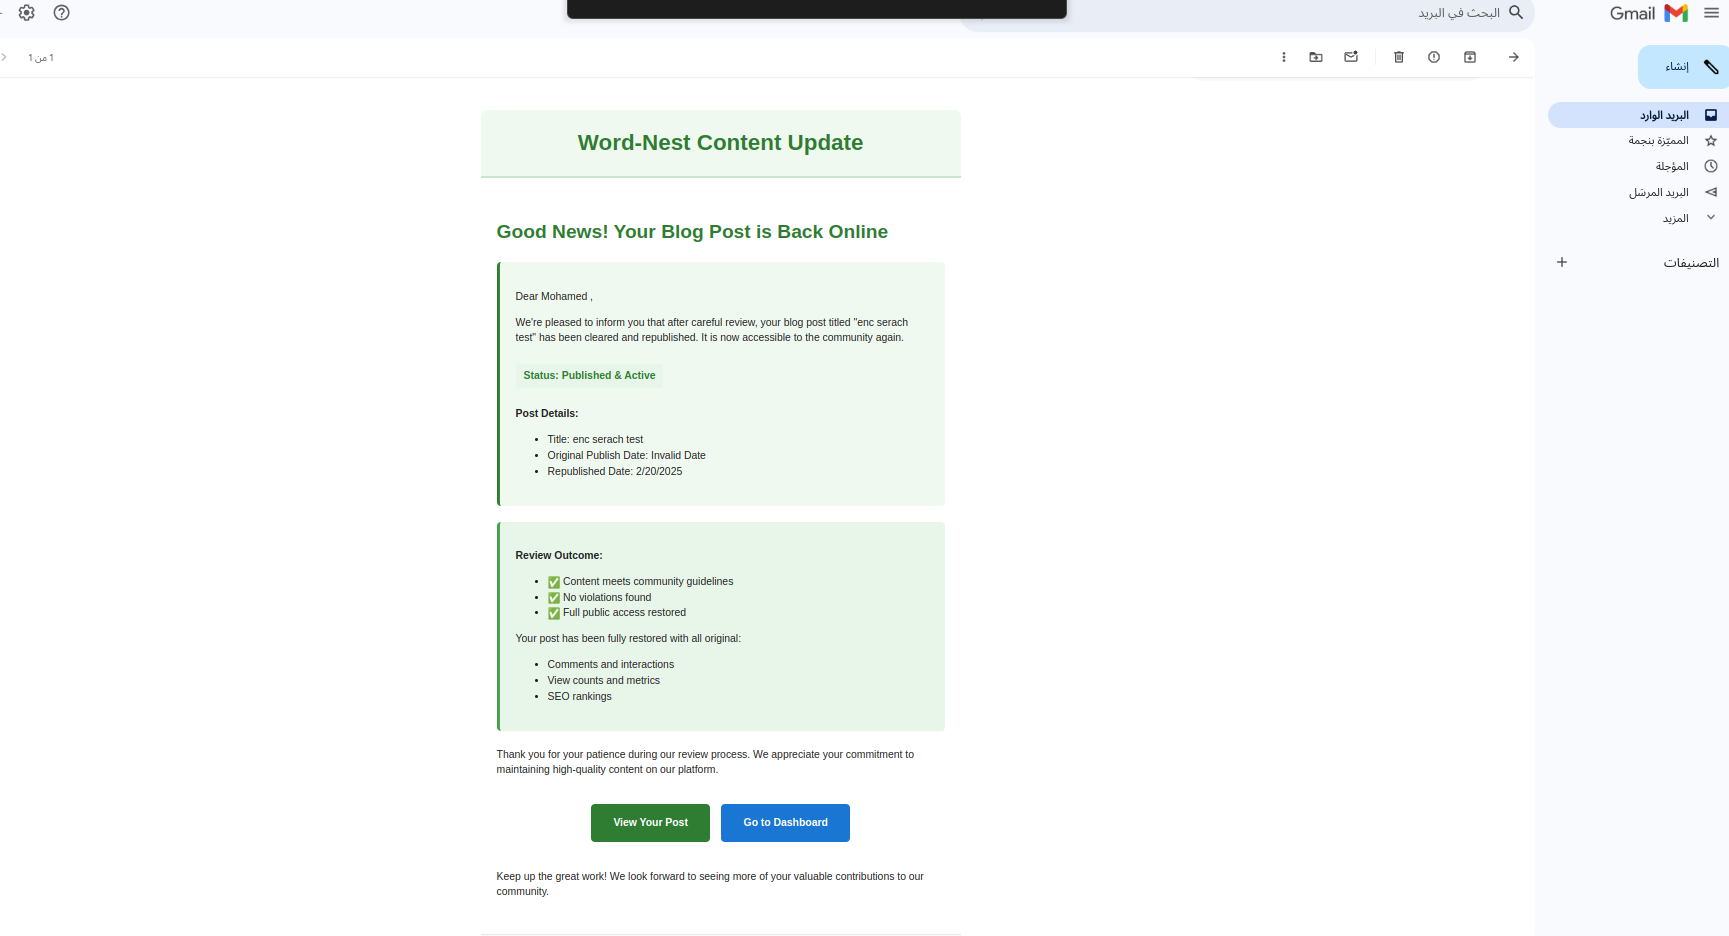 Gmail
البحث في البريد
إنشاء
البريد الوارد
المميّزة بنجمة
المؤجلة
البريد المرسَل
المزيد
التصنيفات
1 من 1
Word-Nest Content Update
Good News! Your Blog Post is Back Online
Dear Mohamed ,
We're pleased to inform you that after careful review, your blog post titled "enc serach
test" has been cleared and republished. It is now accessible to the community again.
Status: Published & Active
Post Details:
Title: enc serach test
Original Publish Date: Invalid Date
Republished Date: 2/20/2025
Review Outcome:
✅ Content meets community guidelines
✅ No violations found
✅ Full public access restored
Your post has been fully restored with all original:
Comments and interactions
View counts and metrics
SEO rankings
Thank you for your patience during our review process. We appreciate your commitment to
maintaining high-quality content on our platform.
View Your Post
Go to Dashboard
Keep up the great work! We look forward to seeing more of your valuable contributions to our
community.